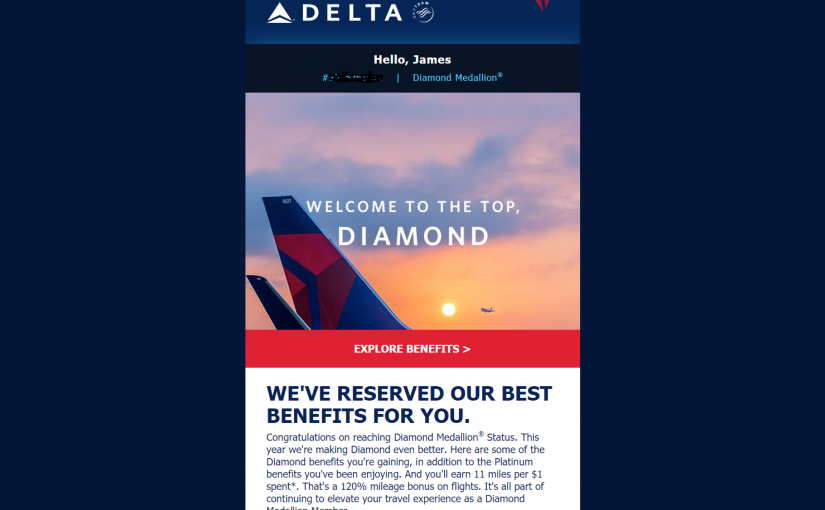 DELTA
Hello, James
# | Diamond Medallion®
WELCOME TO THE TOP,
DIAMOND
EXPLORE BENEFITS >
WE'VE RESERVED OUR BEST
BENEFITS FOR YOU.
Congratulations on reaching Diamond Medallion® Status. This
year we're making Diamond even better. Here are some of the
Diamond benefits you're gaining, in addition to the Platinum
benefits you've been enjoying. And you'll earn 11 miles per $1
spent*. That's a 120% mileage bonus on flights. It's all part of
continuing to elevate your travel experience as a Diamond
Medallion Member.